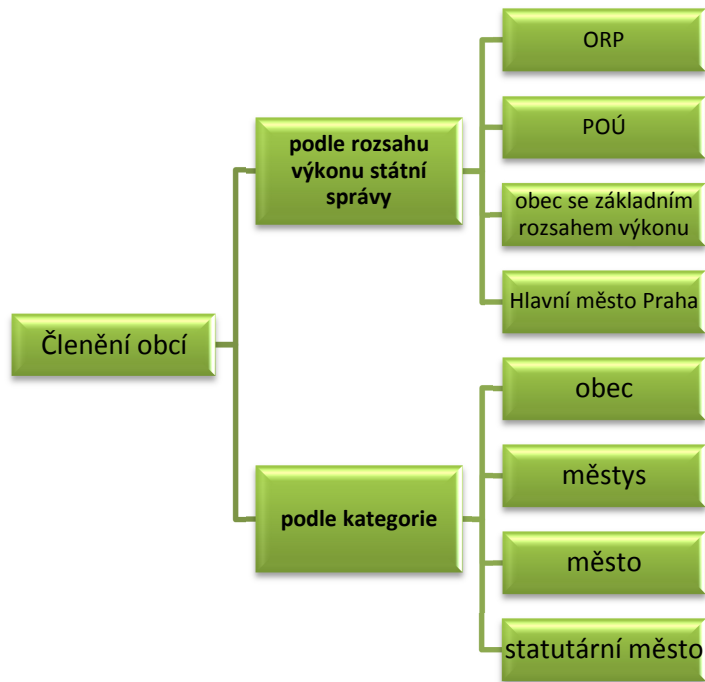 Členění obcí
podle rozsahu
výkonu státní
správy
ORP
POÚ
obec se základním
rozsahem výkonu
Hlavní město Praha
podle kategorie
obec
městys
město
statutární město